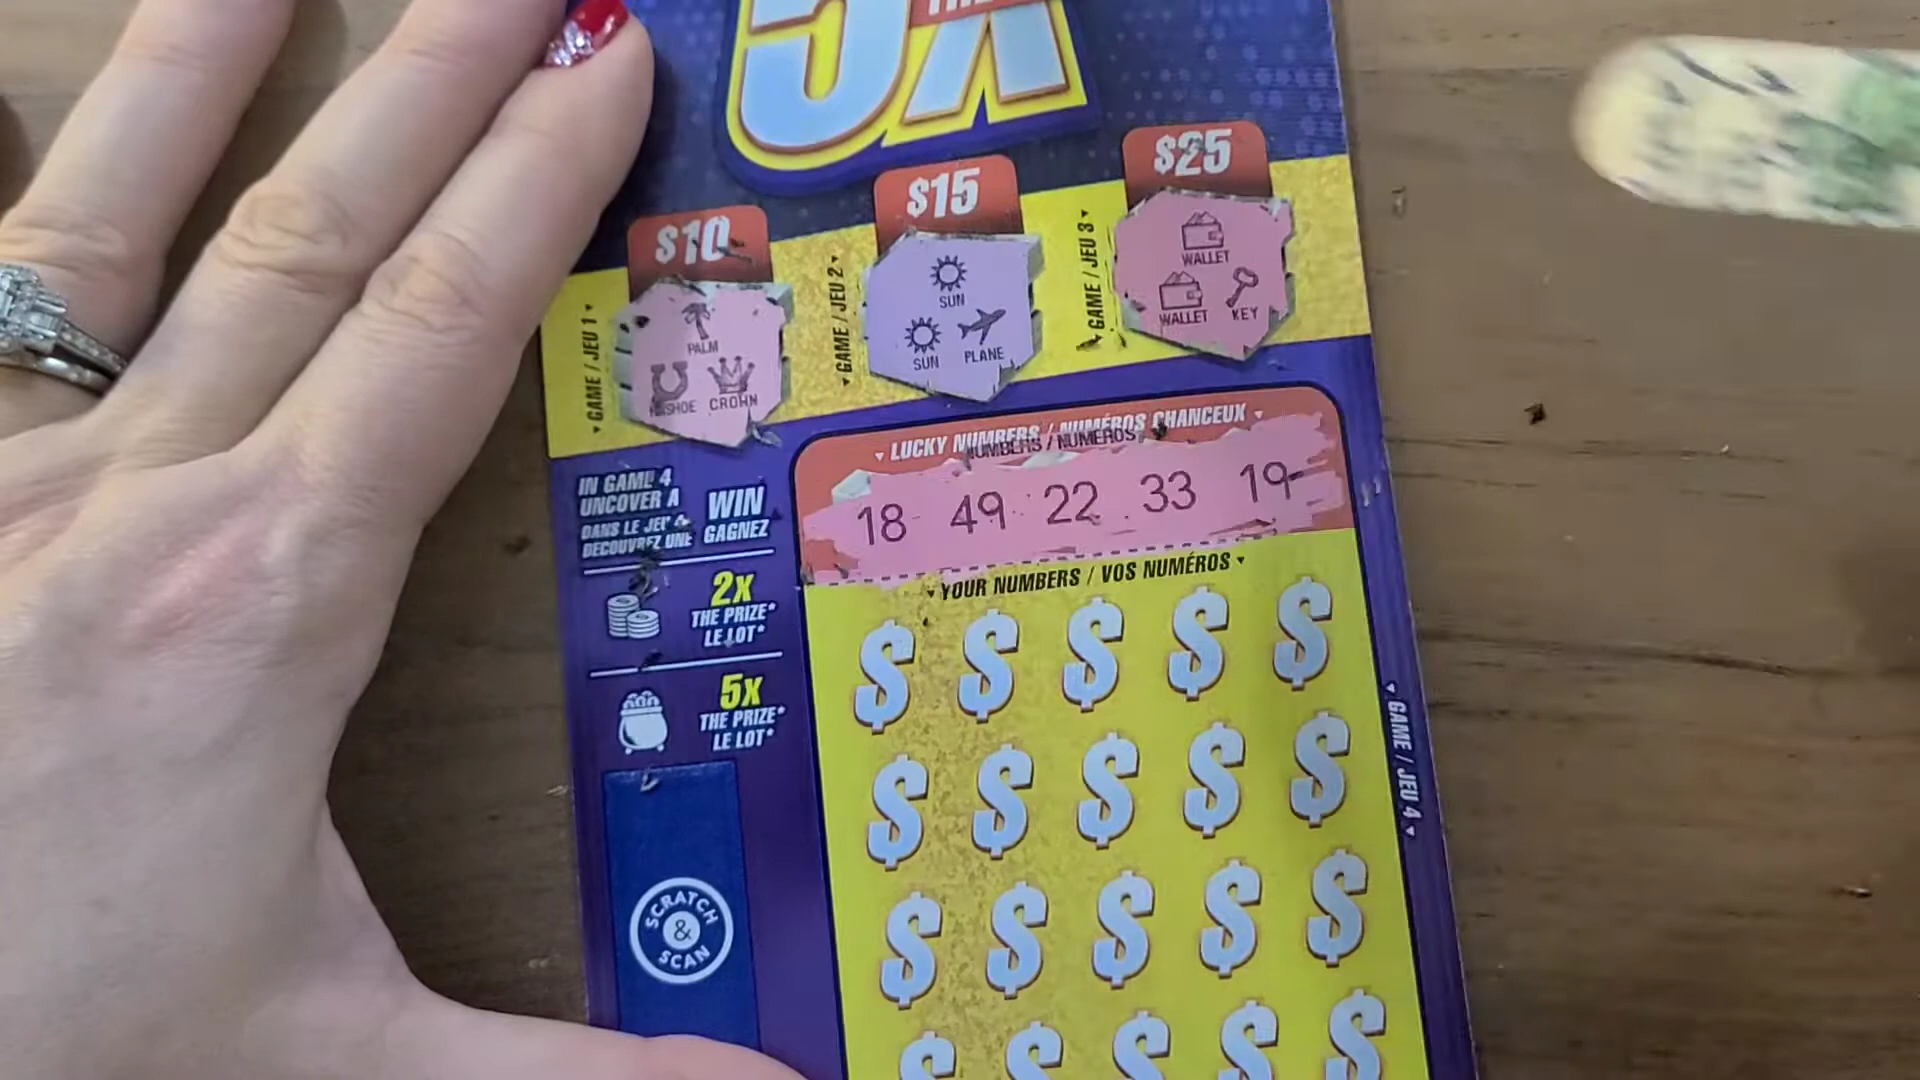 5X
$10
$15
$25
GAME / JEU 1
PALM
CROWN
GAME / JEU 2
SUN
SUN PLANE
GAME / JEU 3
WALLET
WALLET KEY
LUCKY NUMBERS / NUMÉROS CHANCEUX
NUMBERS / NUMÉROS
18 49 22 33 19
IN GAME 4
UNCOVER A
DANS LE JEU 4
DÉCOUVREZ UNE
WIN
GAGNEZ
2X
THE PRIZE*
LE LOT*
5X
THE PRIZE*
LE LOT*
SCRATCH
&
SCAN
YOUR NUMBERS / VOS NUMÉROS
$ $ $ $ $
$ $ $ $ $
$ $ $ $ $
$ $ $ $ $
GAME / JEU 4